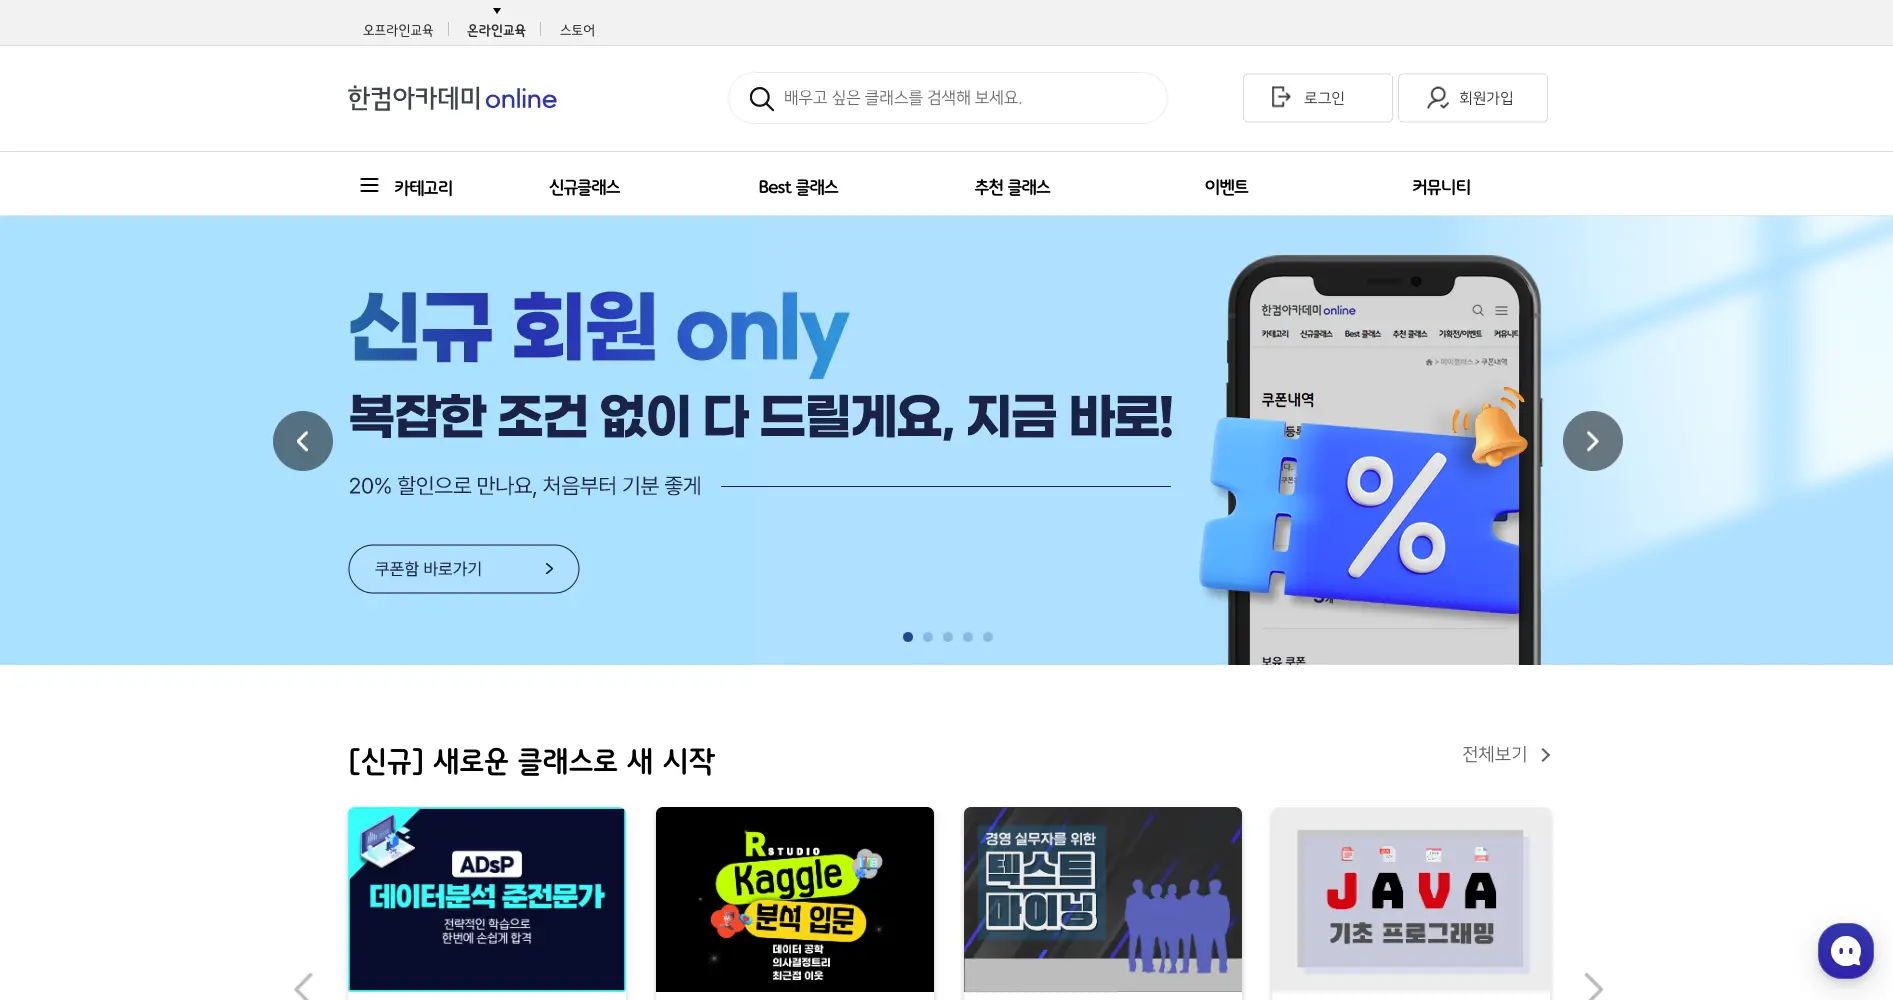 오프라인교육
온라인교육
스토어
한컴아카데미 online
배우고 싶은 클래스를 검색해 보세요.
로그인
회원가입
카테고리
신규클래스
Best 클래스
추천 클래스
이벤트
커뮤니티
신규 회원 only
복잡한 조건 없이 다 드릴게요, 지금 바로!
20% 할인으로 만나요, 처음부터 기분 좋게
쿠폰함 바로가기
한컴아카데미 online
카테고리 신규클래스 Best 클래스 추천 클래스 기획전/이벤트 커뮤니티
> 마이클래스 > 쿠폰내역
쿠폰내역
%
보유 쿠폰
[신규] 새로운 클래스로 새 시작
전체보기
ADsP
데이터분석 준전문가
전략적인 학습으로
한번에 손쉽게 합격
R STUDIO
Kaggle
분석 입문
데이터 공학
의사결정트리
최근접 이웃
경영 실무자를 위한
텍스트
마이닝
JAVA
기초 프로그래밍